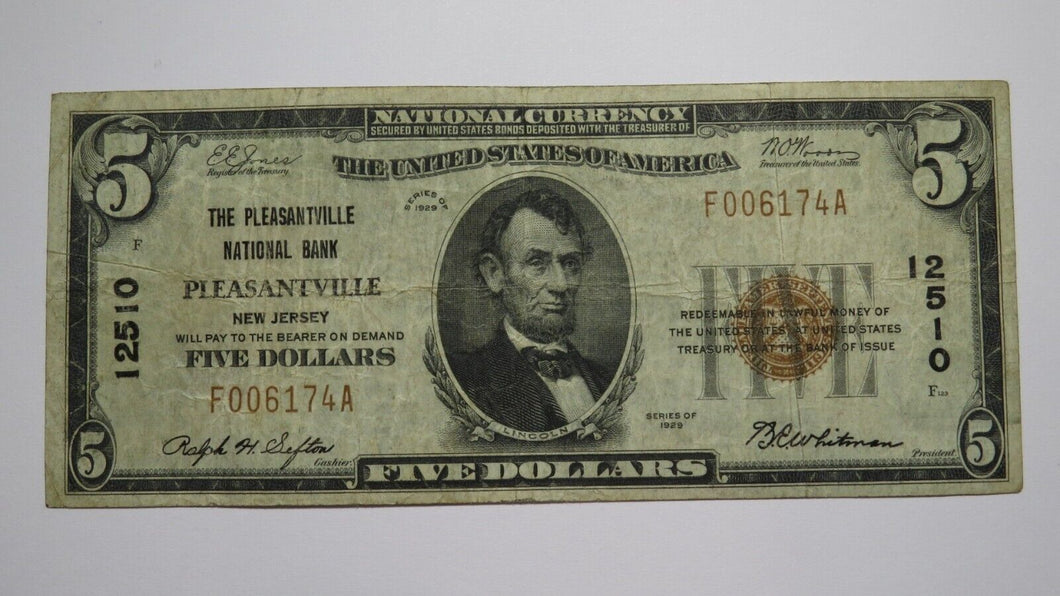 NATIONAL CURRENCY
SECURED BY UNITED STATES BONDS DEPOSITED WITH THE TREASURER OF
THE UNITED STATES OF AMERICA
5
5
E E Jones
Register of the Treasury
Treasurer of the United States
SERIES OF
1929
F006174A
THE PLEASANTVILLE
NATIONAL BANK
F
PLEASANTVILLE
NEW JERSEY
WILL PAY TO THE BEARER ON DEMAND
FIVE DOLLARS
12510
F006174A
FIVE
12510
REDEEMABLE IN LAWFUL MONEY OF
THE UNITED STATES AT UNITED STATES
TREASURY OR AT THE BANK OF ISSUE
F123
SERIES OF
1929
LINCOLN
Ralph H. Sefton
Cashier
B.E. Whitman
President
5
FIVE DOLLARS
5